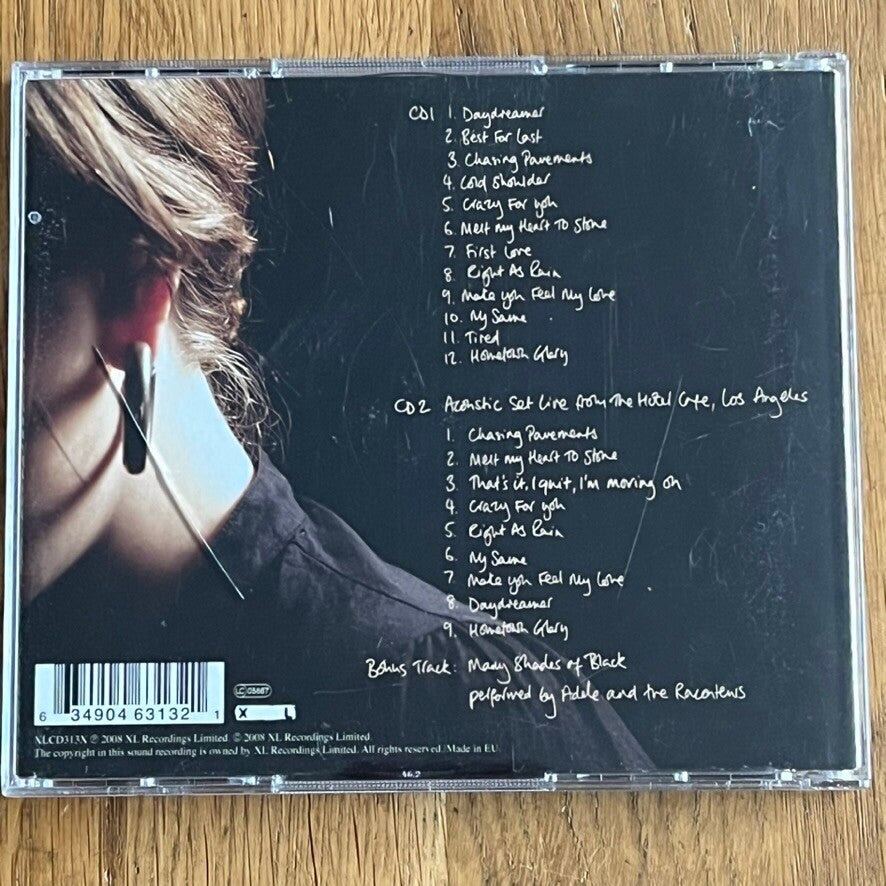 CD1 1. Daydreamer
2. Best For Last
3. Chasing Pavements
4. Cold Shoulder
5. Crazy For you
6. Melt my Heart To Stone
7. First Love
8. Right As Rain
9. Make you Feel My Love
10. My Same
11. Tired
12. Hometown Glory
CD2 Acoustic Set Live from The Hotel Cafe, Los Angeles
1. Chasing Pavements
2. Melt my Heart To Stone
3. That's it, I quit, I'm moving on
4. Crazy For you
5. Right As Rain
6. My Same
7. Make you Feel My Love
8. Daydreamer
9. Hometown Glory
Bonus Track: Many Shades of Black
performed by Adele and the Raconteurs
6 34904 63132 1
LC 05667
X L
XLCD313X ℗ 2008 XL Recordings Limited. © 2008 XL Recordings Limited.
The copyright in this sound recording is owned by XL Recordings Limited. All rights reserved. Made in EU.